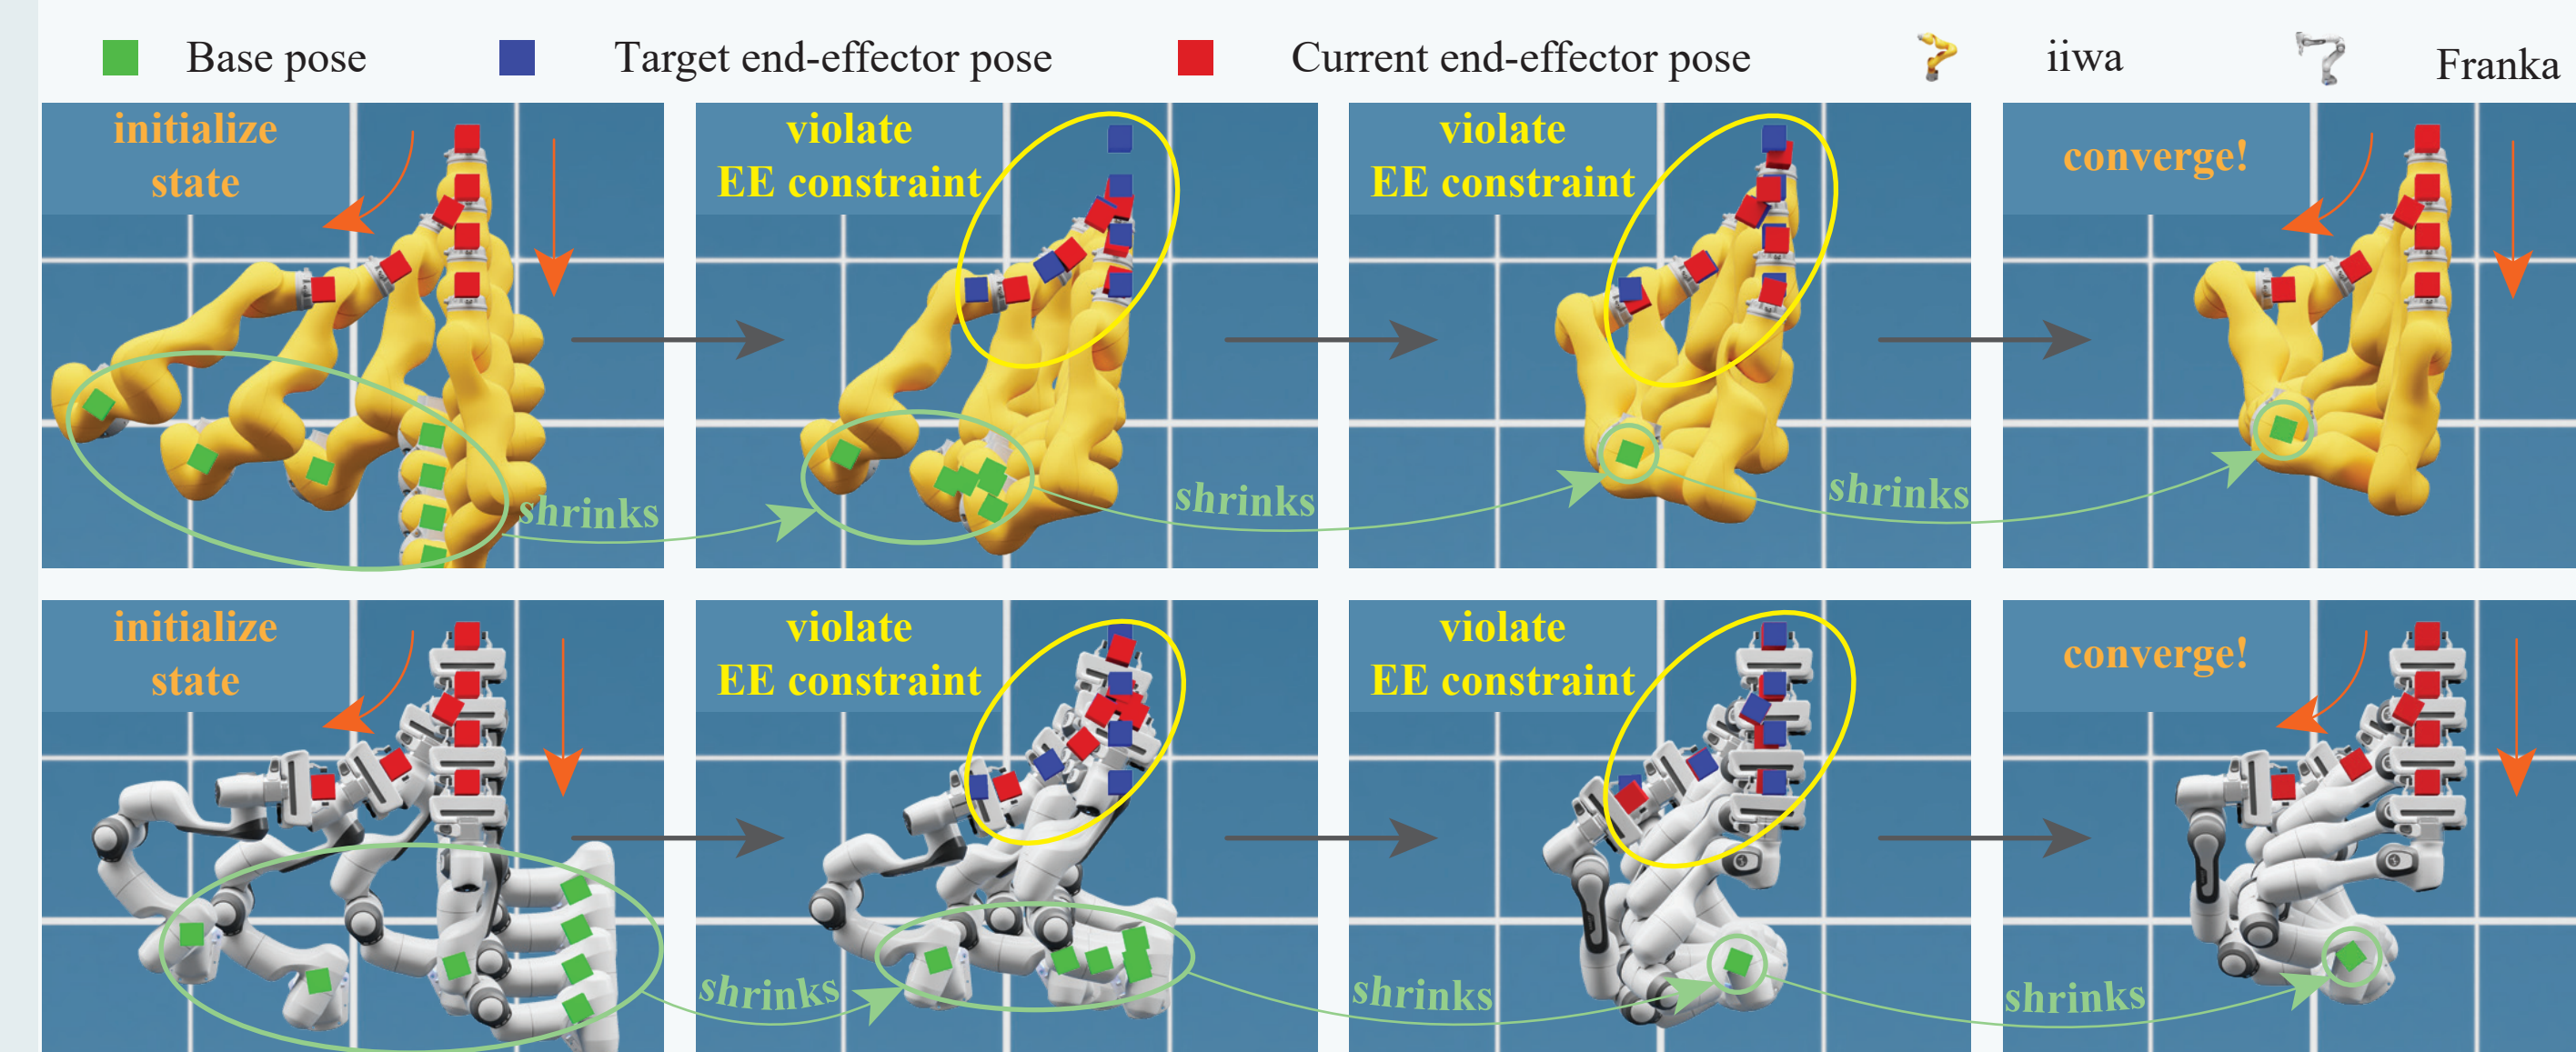 Base pose
Target end-effector pose
Current end-effector pose
iiwa
Franka
initialize
state
violate
EE constraint
violate
EE constraint
converge!
shrinks
shrinks
shrinks
initialize
state
violate
EE constraint
violate
EE constraint
converge!
shrinks
shrinks
shrinks